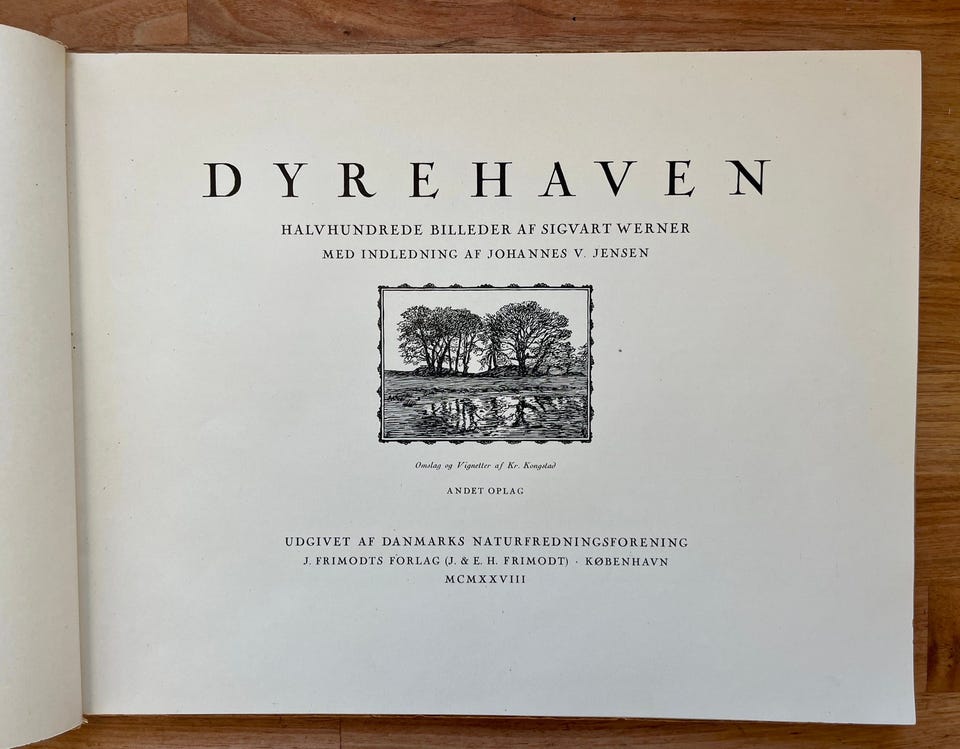 DYREHAVEN
HALVHUNDREDE BILLEDER AF SIGVART WERNER
MED INDLEDNING AF JOHANNES V. JENSEN
Omslag og Vignetter af Kr. Kongstad
ANDET OPLAG
UDGIVET AF DANMARKS NATURFREDNINGSFORENING
J. FRIMODTS FORLAG (J. & E. H. FRIMODT) · KØBENHAVN
MCMXXVIII